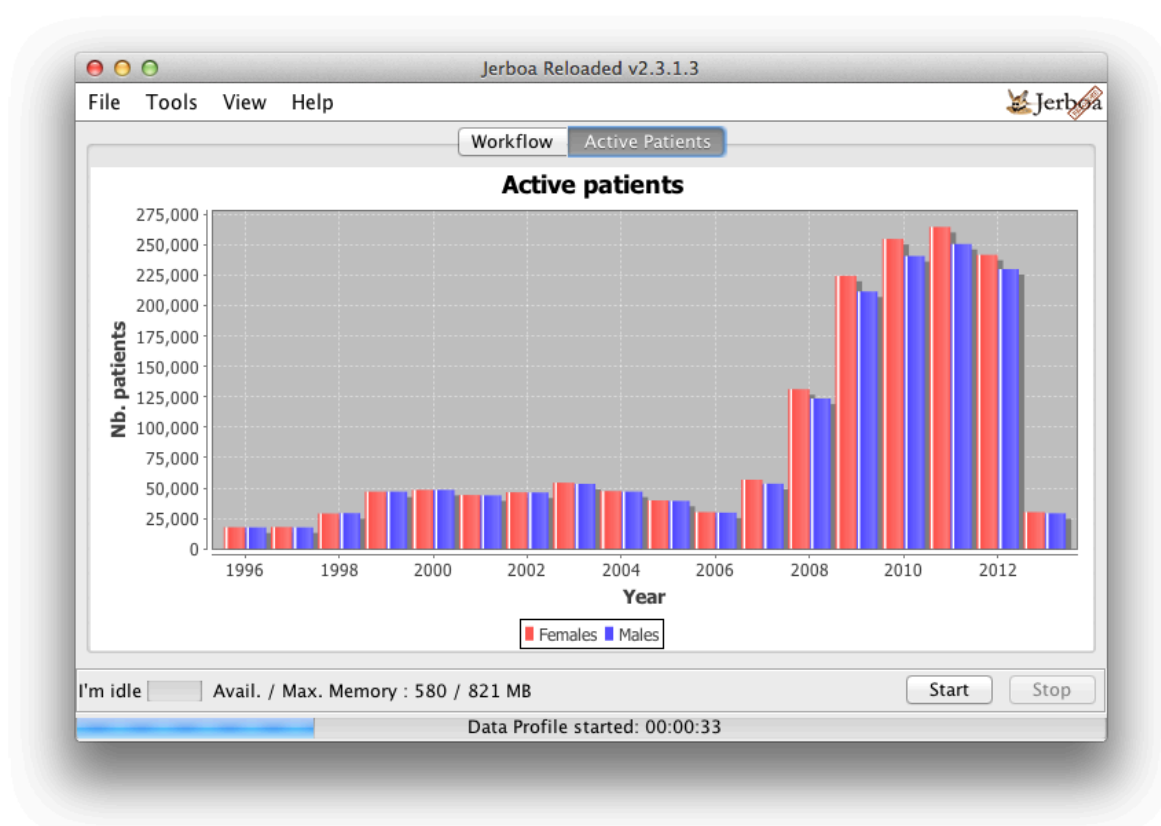 Jerboa Reloaded v2.3.1.3
File Tools View Help
Jerboa
Workflow Active Patients
Active patients
275,000
250,000
225,000
200,000
175,000
150,000
125,000
100,000
75,000
50,000
25,000
0
Nb. patients
1996 1998 2000 2002 2004 2006 2008 2010 2012
Year
Females Males
I'm idle Avail. / Max. Memory : 580 / 821 MB Start Stop
Data Profile started: 00:00:33